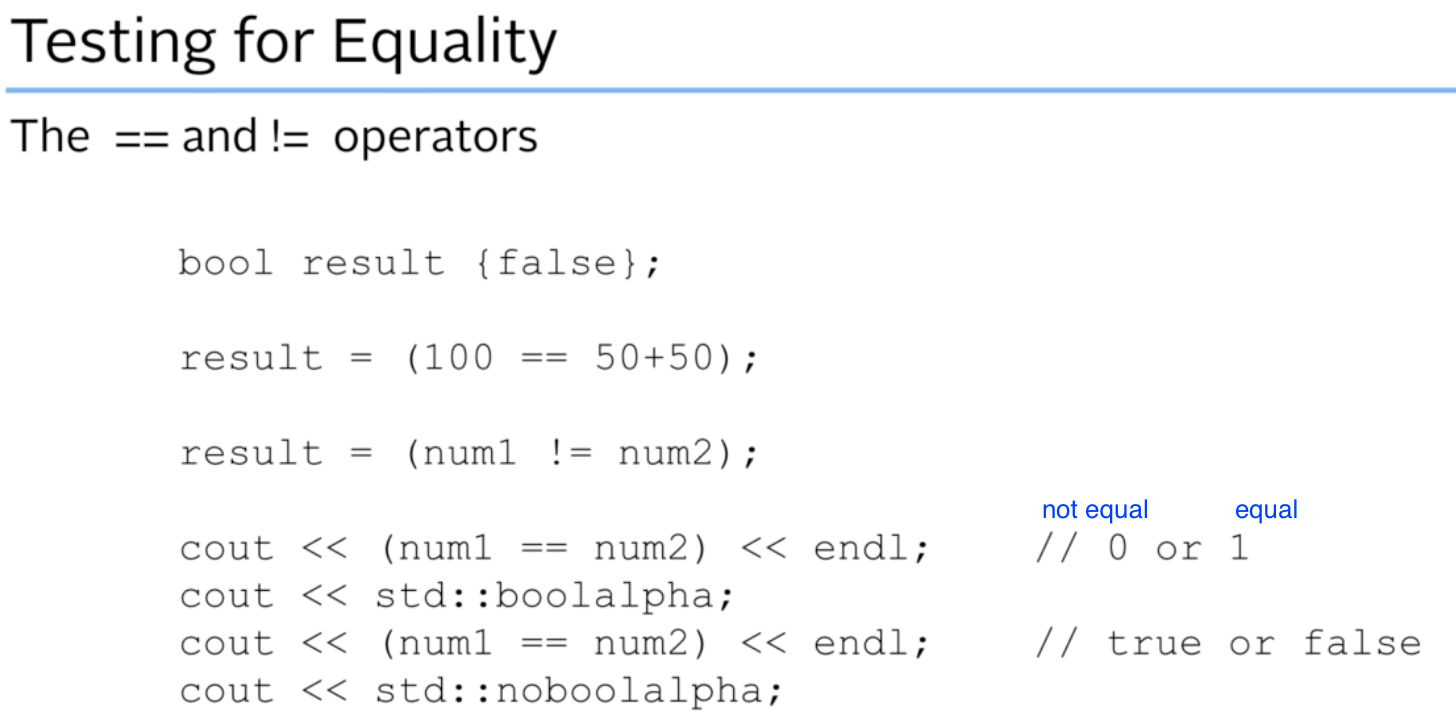 Testing for Equality
The == and != operators
bool result {false};
result = (100 == 50+50);
result = (num1 != num2);
not equal equal
cout << (num1 == num2) << endl; // 0 or 1
cout << std::boolalpha;
cout << (num1 == num2) << endl; // true or false
cout << std::noboolalpha;